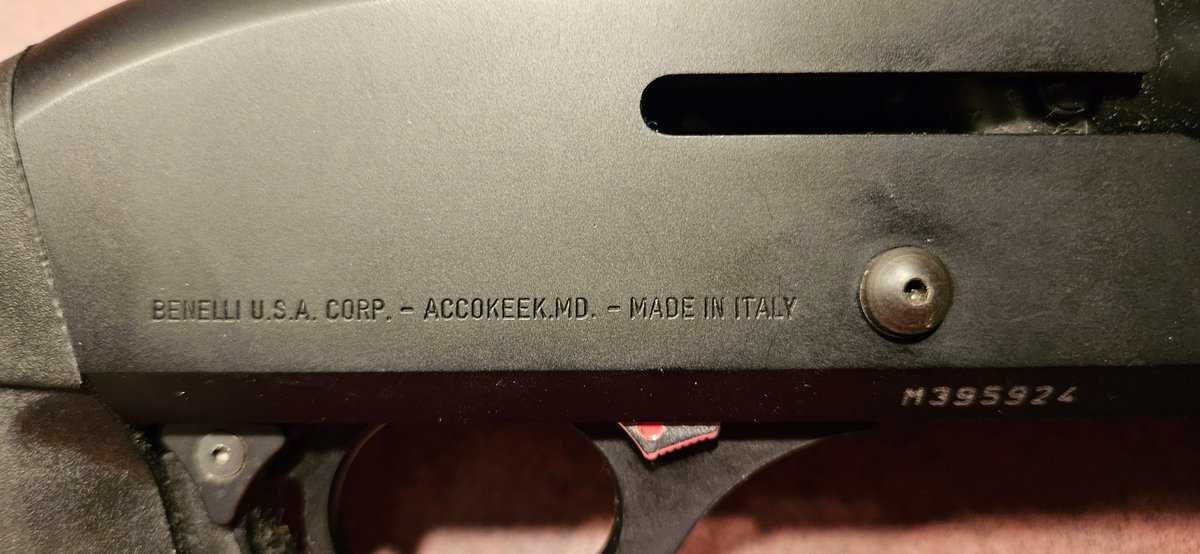 BENELLI U.S.A. CORP. – ACCOKEEK.MD. – MADE IN ITALY
M395924